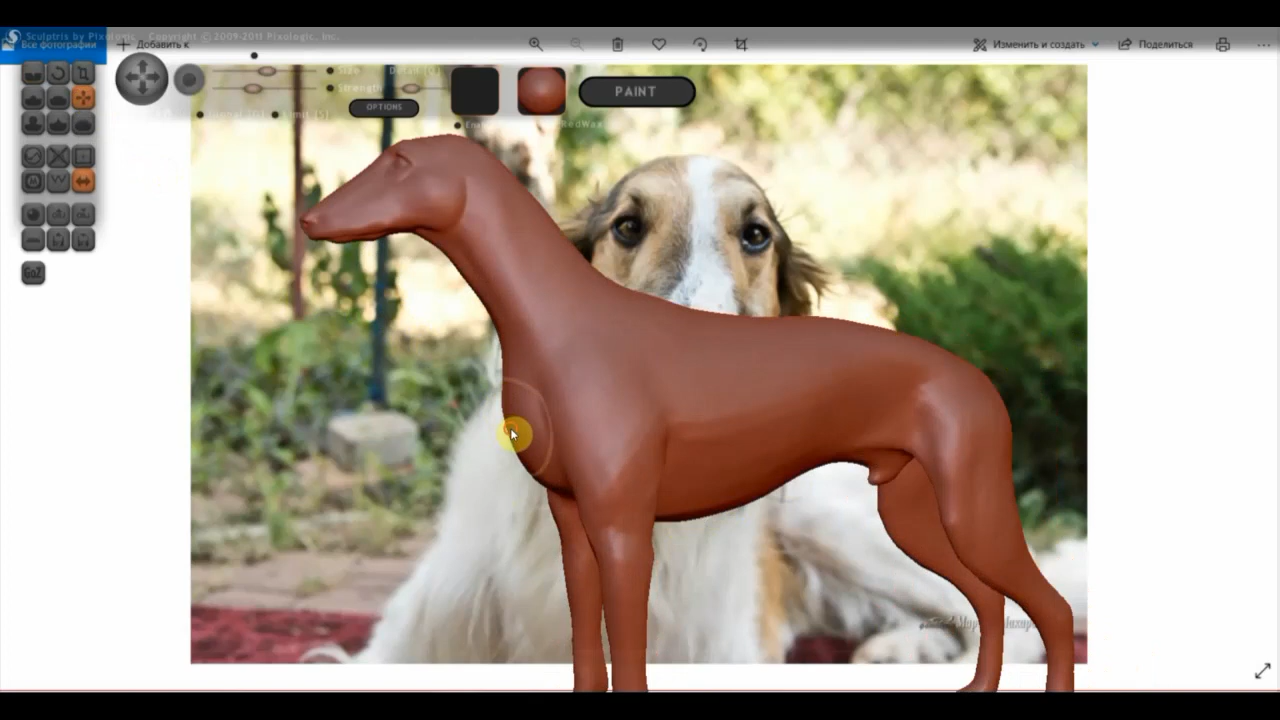 Sculptris by Pixologic, Copyright © 2009-2011 Pixologic, Inc.
Все фотографии
Добавить к
Изменить и создать
Поделиться
Size
Detail
Strength
OPTIONS
PAINT
RedWax
GoZ